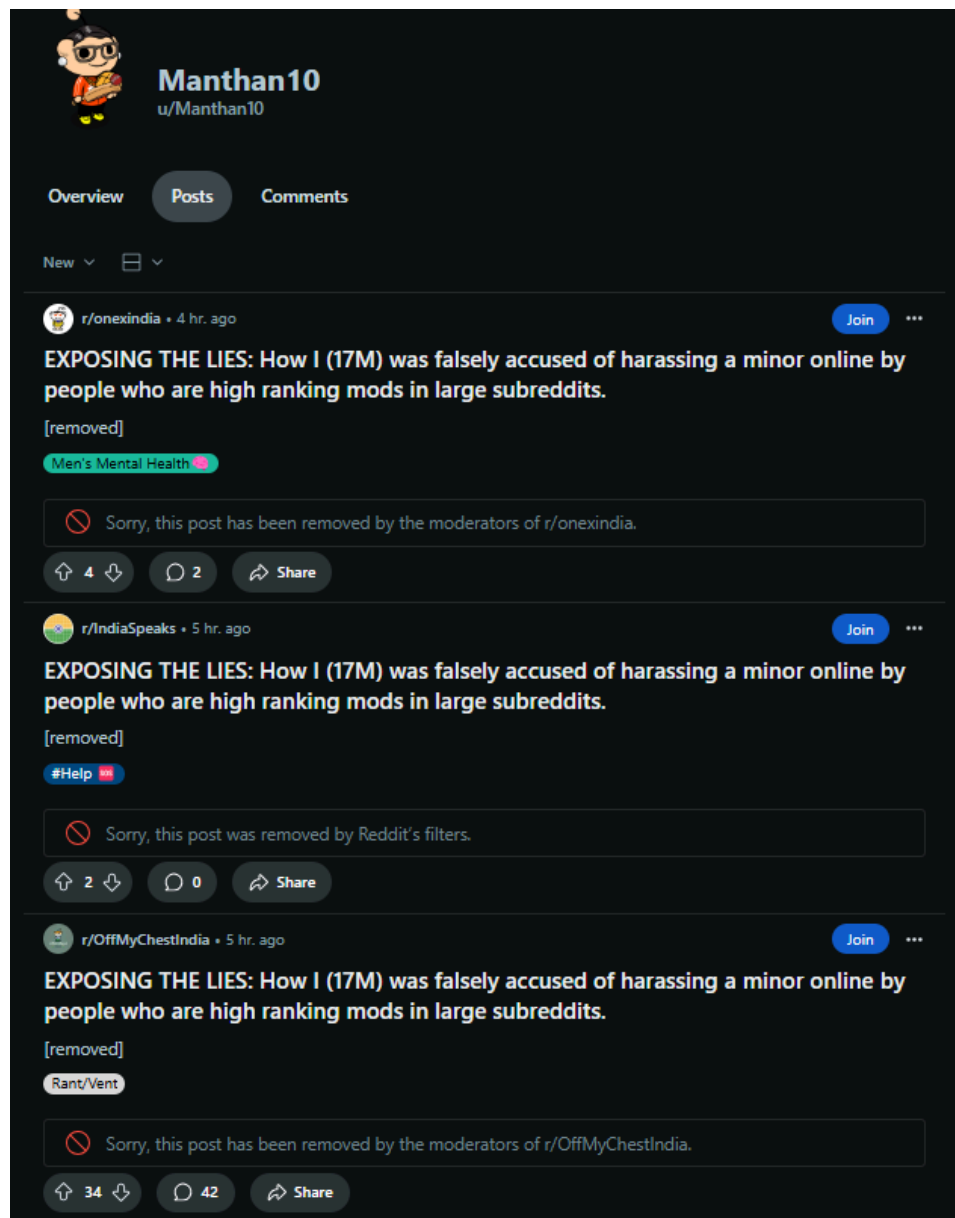 Manthan10
u/Manthan10
Overview Posts Comments
New
r/onexindia • 4 hr. ago Join
EXPOSING THE LIES: How I (17M) was falsely accused of harassing a minor online by
people who are high ranking mods in large subreddits.
[removed]
Men's Mental Health
Sorry, this post has been removed by the moderators of r/onexindia.
4 2 Share
r/IndiaSpeaks • 5 hr. ago Join
EXPOSING THE LIES: How I (17M) was falsely accused of harassing a minor online by
people who are high ranking mods in large subreddits.
[removed]
#Help 🆘
Sorry, this post was removed by Reddit's filters.
2 0 Share
r/OffMyChestIndia • 5 hr. ago Join
EXPOSING THE LIES: How I (17M) was falsely accused of harassing a minor online by
people who are high ranking mods in large subreddits.
[removed]
Rant/Vent
Sorry, this post has been removed by the moderators of r/OffMyChestIndia.
34 42 Share